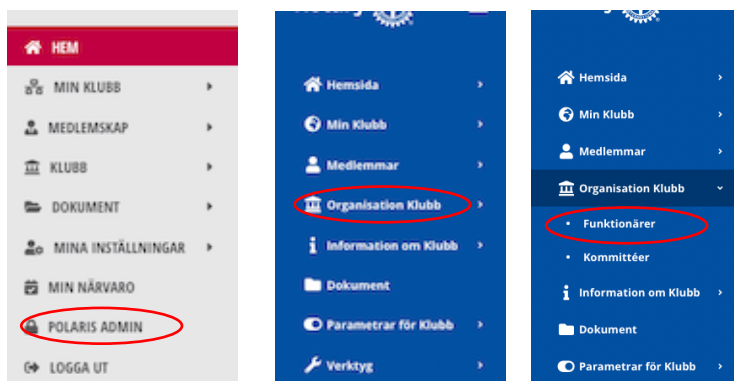 HEM
MIN KLUBB
MEDLEMSKAP
KLUBB
DOKUMENT
MINA INSTÄLLNINGAR
MIN NÄRVARO
POLARIS ADMIN
LOGGA UT
Hemsida
Min Klubb
Medlemmar
Organisation Klubb
Information om Klubb
Dokument
Parametrar för Klubb
Verktyg
Hemsida
Min Klubb
Medlemmar
Organisation Klubb
Funktionärer
Kommittéer
Information om Klubb
Dokument
Parametrar för Klubb